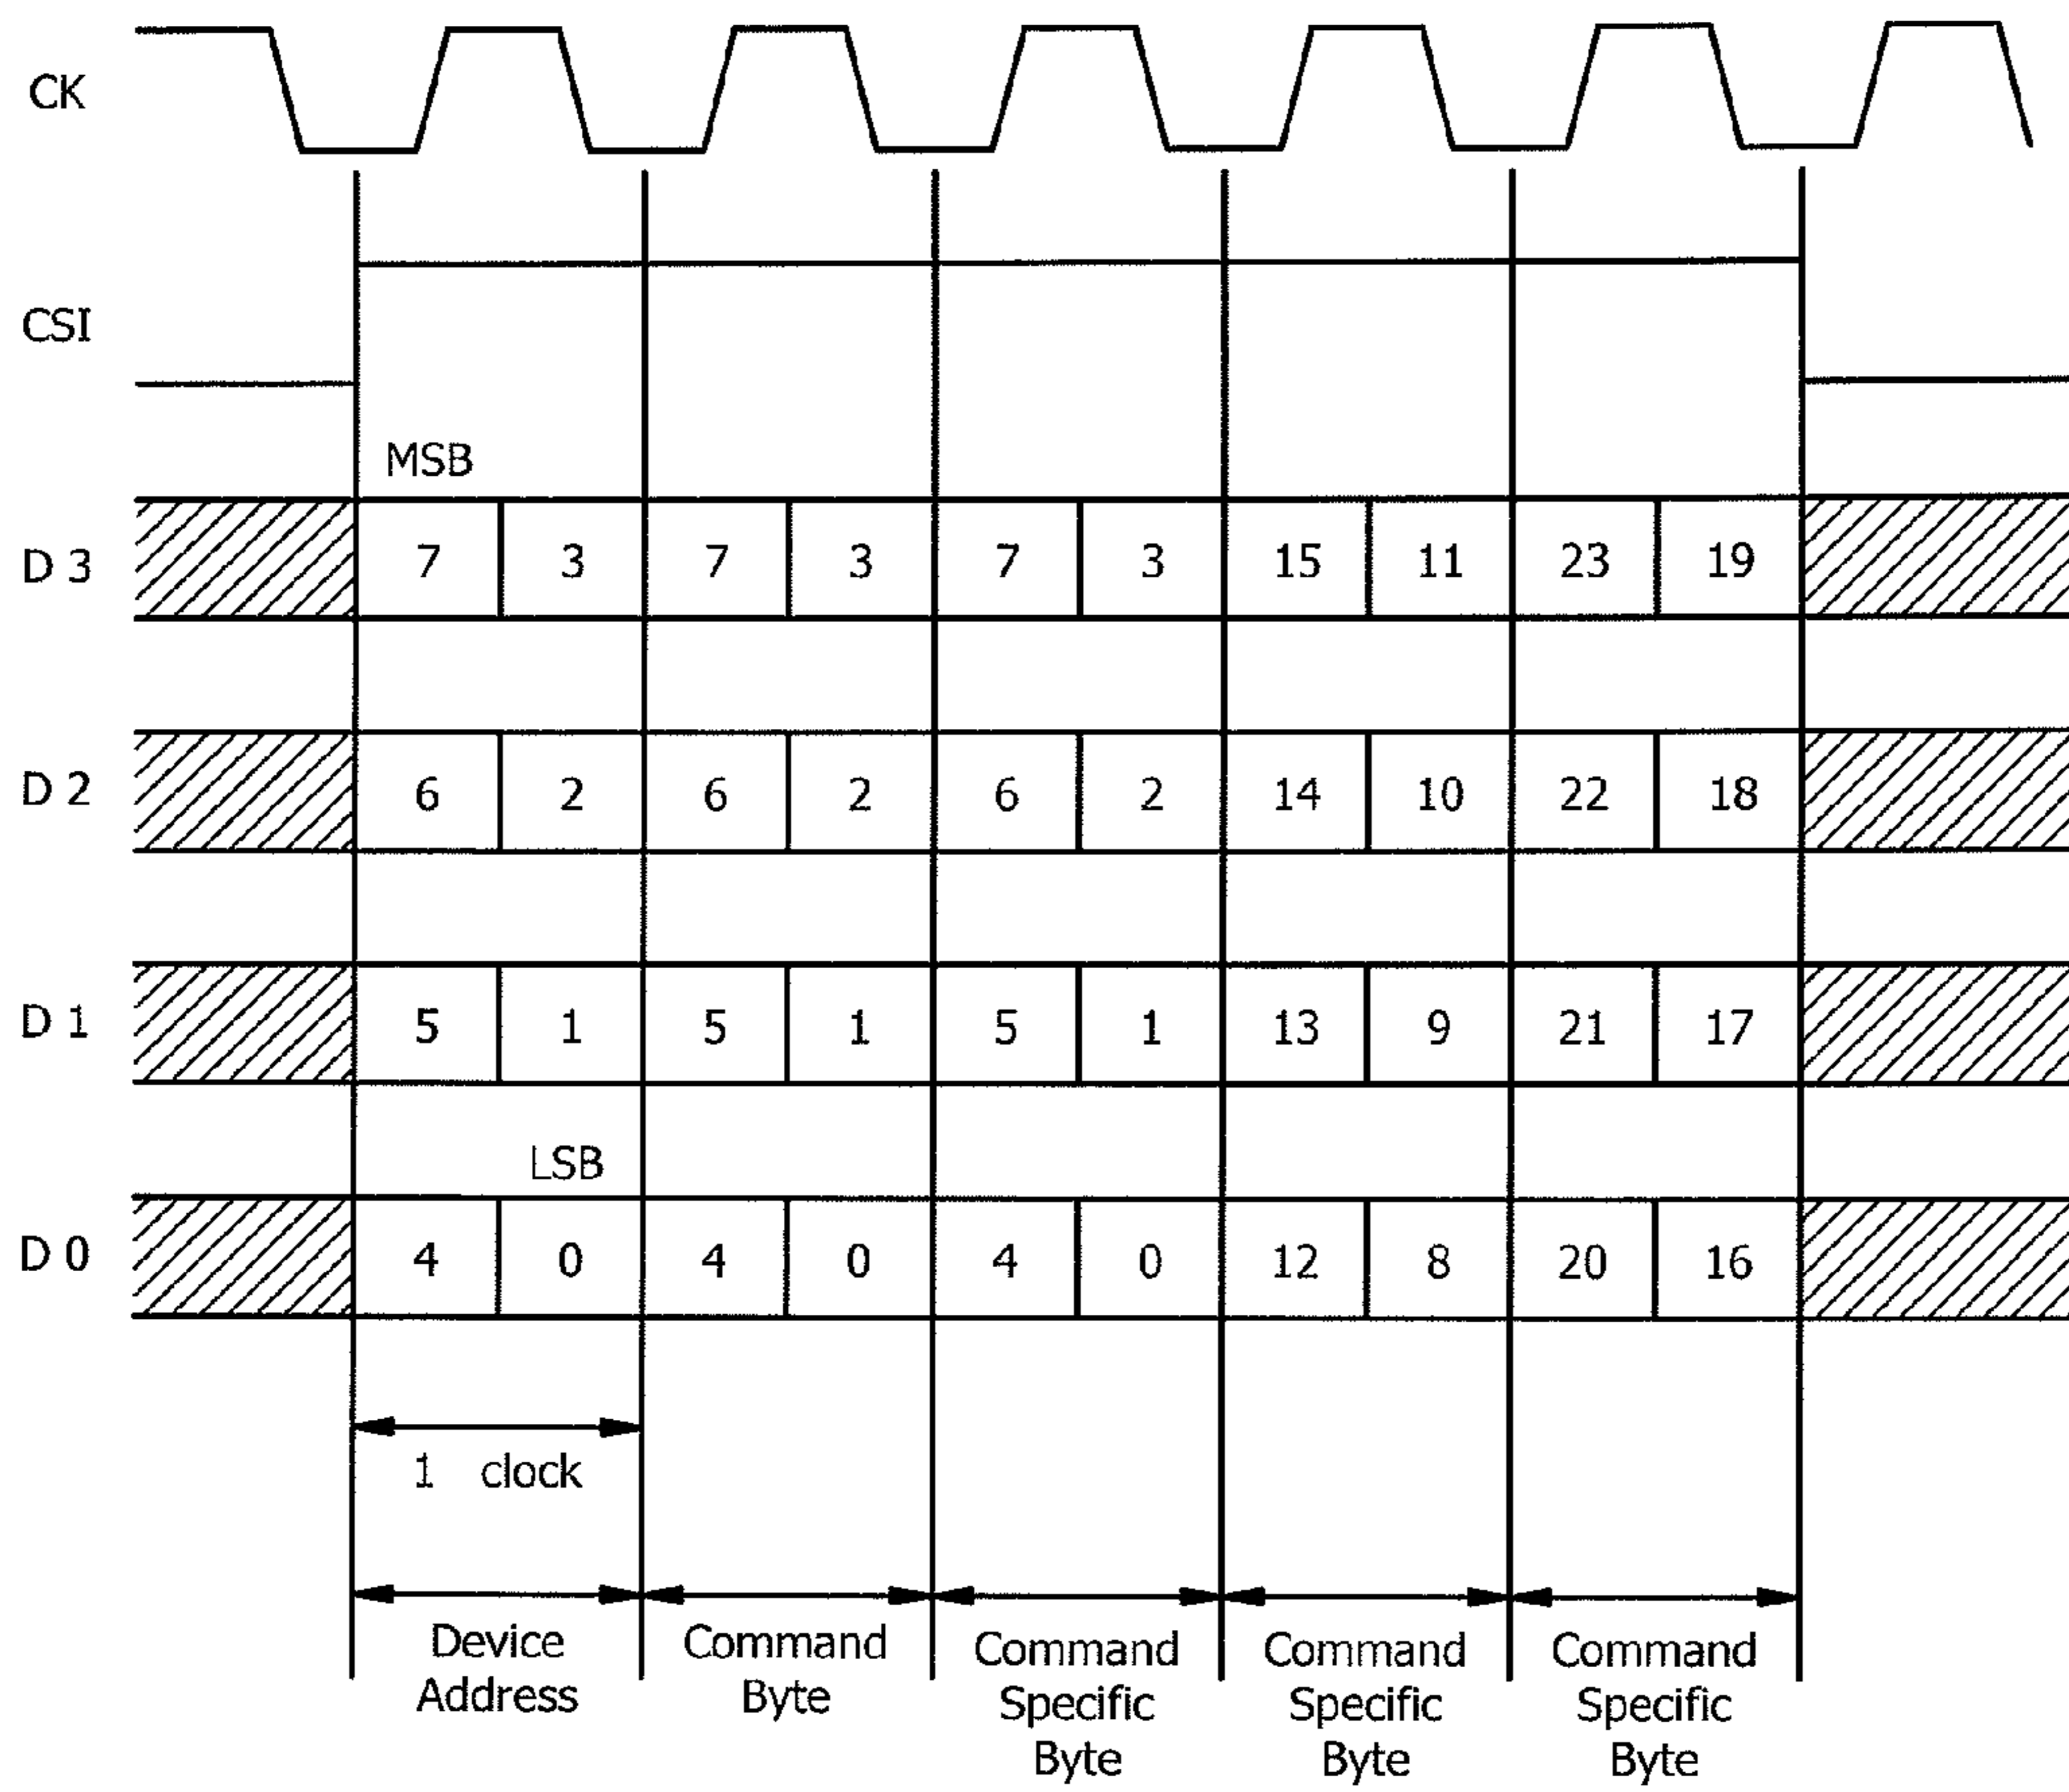 CK
CSI
MSB
D 3 7 3 7 3 7 3 15 11 23 19
D 2 6 2 6 2 6 2 14 10 22 18
D 1 5 1 5 1 5 1 13 9 21 17
LSB
D 0 4 0 4 0 4 0 12 8 20 16
1 clock
Device
Address
Command
Byte
Command
Specific
Byte
Command
Specific
Byte
Command
Specific
Byte